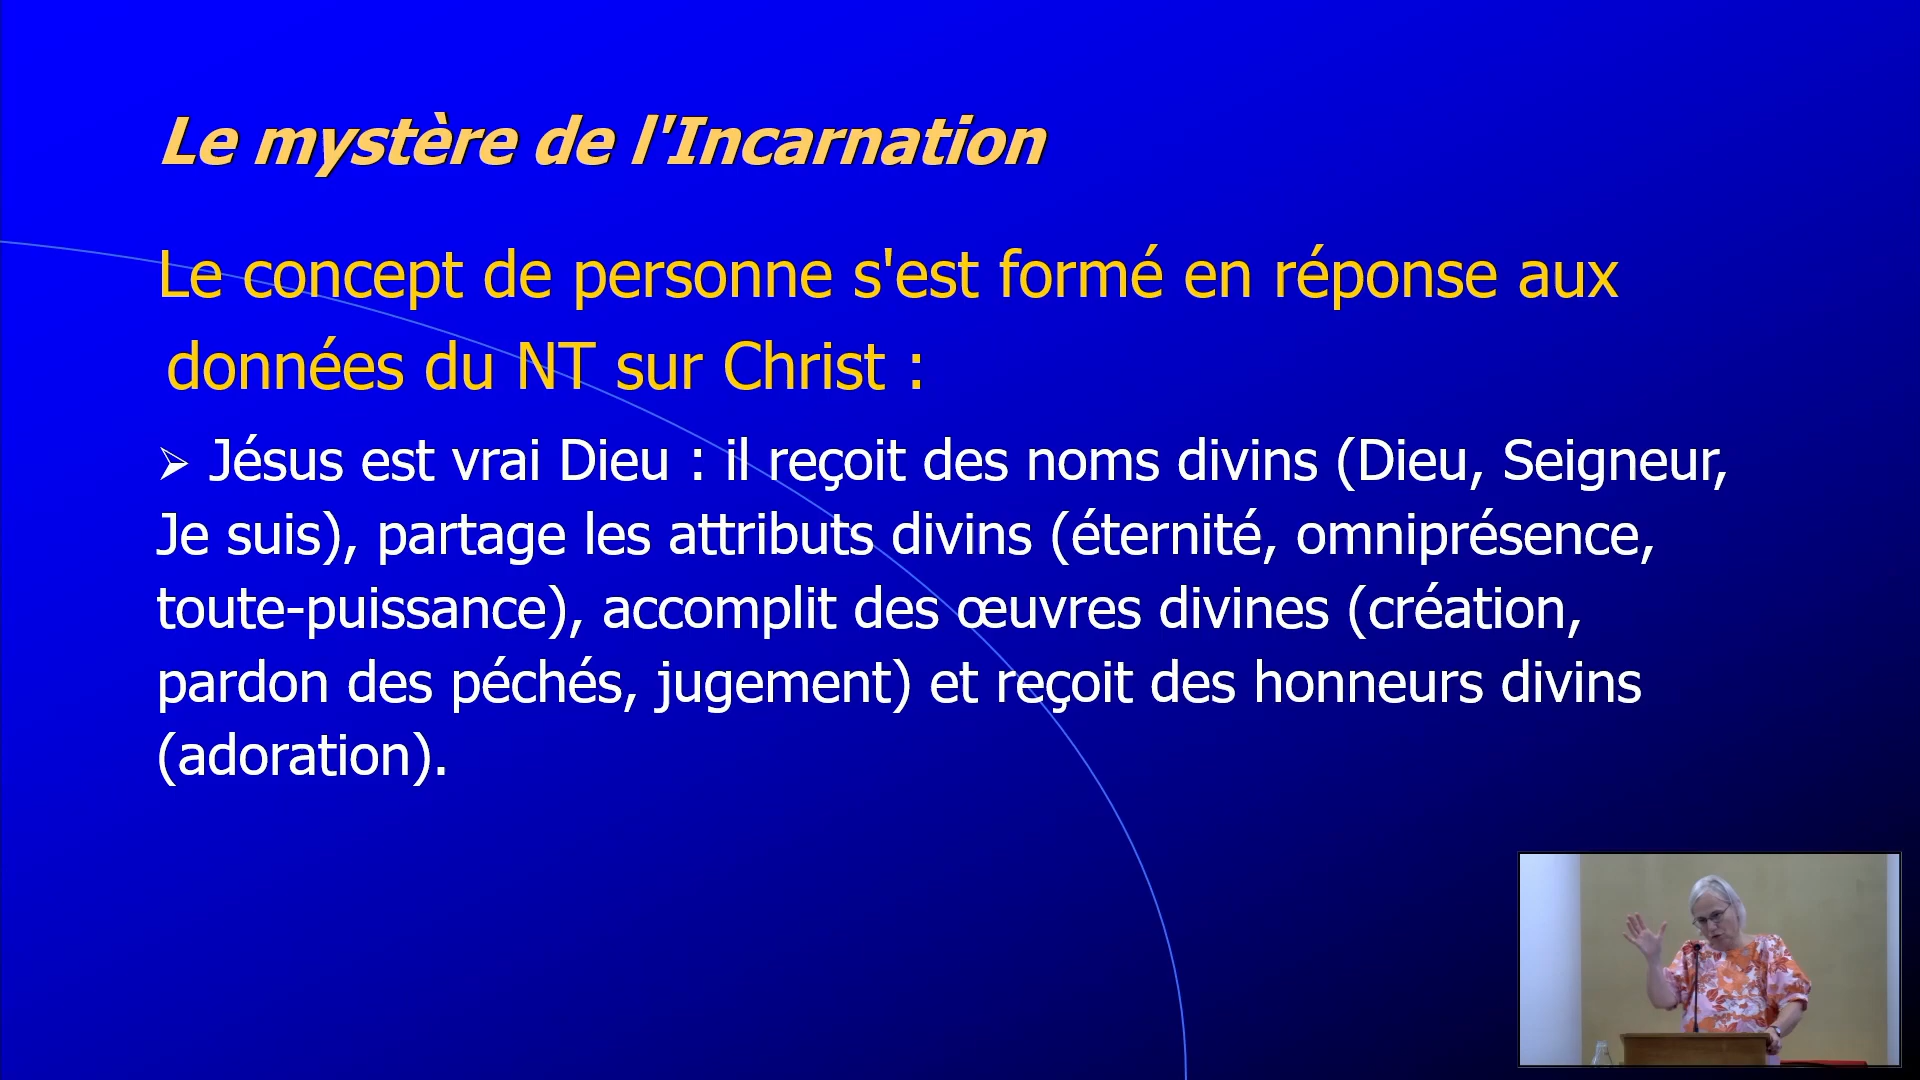 Le mystère de l'Incarnation
Le concept de personne s'est formé en réponse aux
données du NT sur Christ :
➢ Jésus est vrai Dieu : il reçoit des noms divins (Dieu, Seigneur,
Je suis), partage les attributs divins (éternité, omniprésence,
toute-puissance), accomplit des œuvres divines (création,
pardon des péchés, jugement) et reçoit des honneurs divins
(adoration).